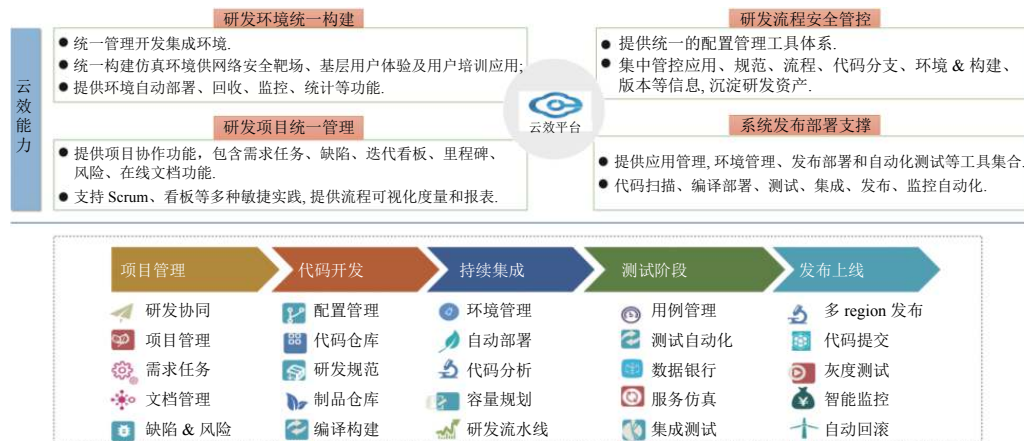 云效能力
研发环境统一构建
● 统一管理开发集成环境.
● 统一构建仿真环境供网络安全靶场、基层用户体验及用户培训应用;
● 提供环境自动部署、回收、监控、统计等功能.
研发项目统一管理
● 提供项目协作功能，包含需求任务、缺陷、迭代看板、里程碑、
风险、在线文档功能.
● 支持 Scrum、看板等多种敏捷实践, 提供流程可视化度量和报表.
云效平台
研发流程安全管控
● 提供统一的配置管理工具体系.
● 集中管控应用、规范、流程、代码分支、环境 & 构建、
版本等信息, 沉淀研发资产.
系统发布部署支撑
● 提供应用管理, 环境管理、发布部署和自动化测试等工具集合.
● 代码扫描、编译部署、测试、集成、发布、监控自动化.
项目管理
研发协同
项目管理
需求任务
文档管理
缺陷 & 风险
代码开发
配置管理
代码仓库
研发规范
制品仓库
编译构建
持续集成
环境管理
自动部署
代码分析
容量规划
研发流水线
测试阶段
用例管理
测试自动化
数据银行
服务仿真
集成测试
发布上线
多 region 发布
代码提交
灰度测试
智能监控
自动回滚